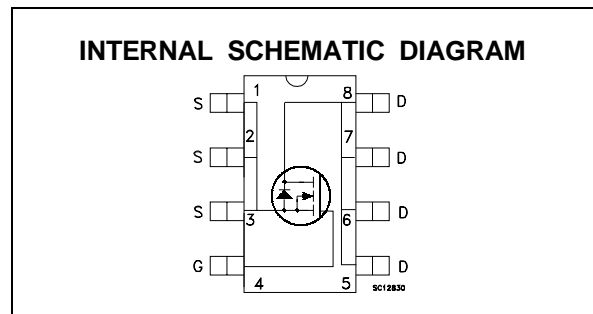 INTERNAL SCHEMATIC DIAGRAM
1 8
S D
2 7
S D
S D
3 6
G D
4 5
SC12830